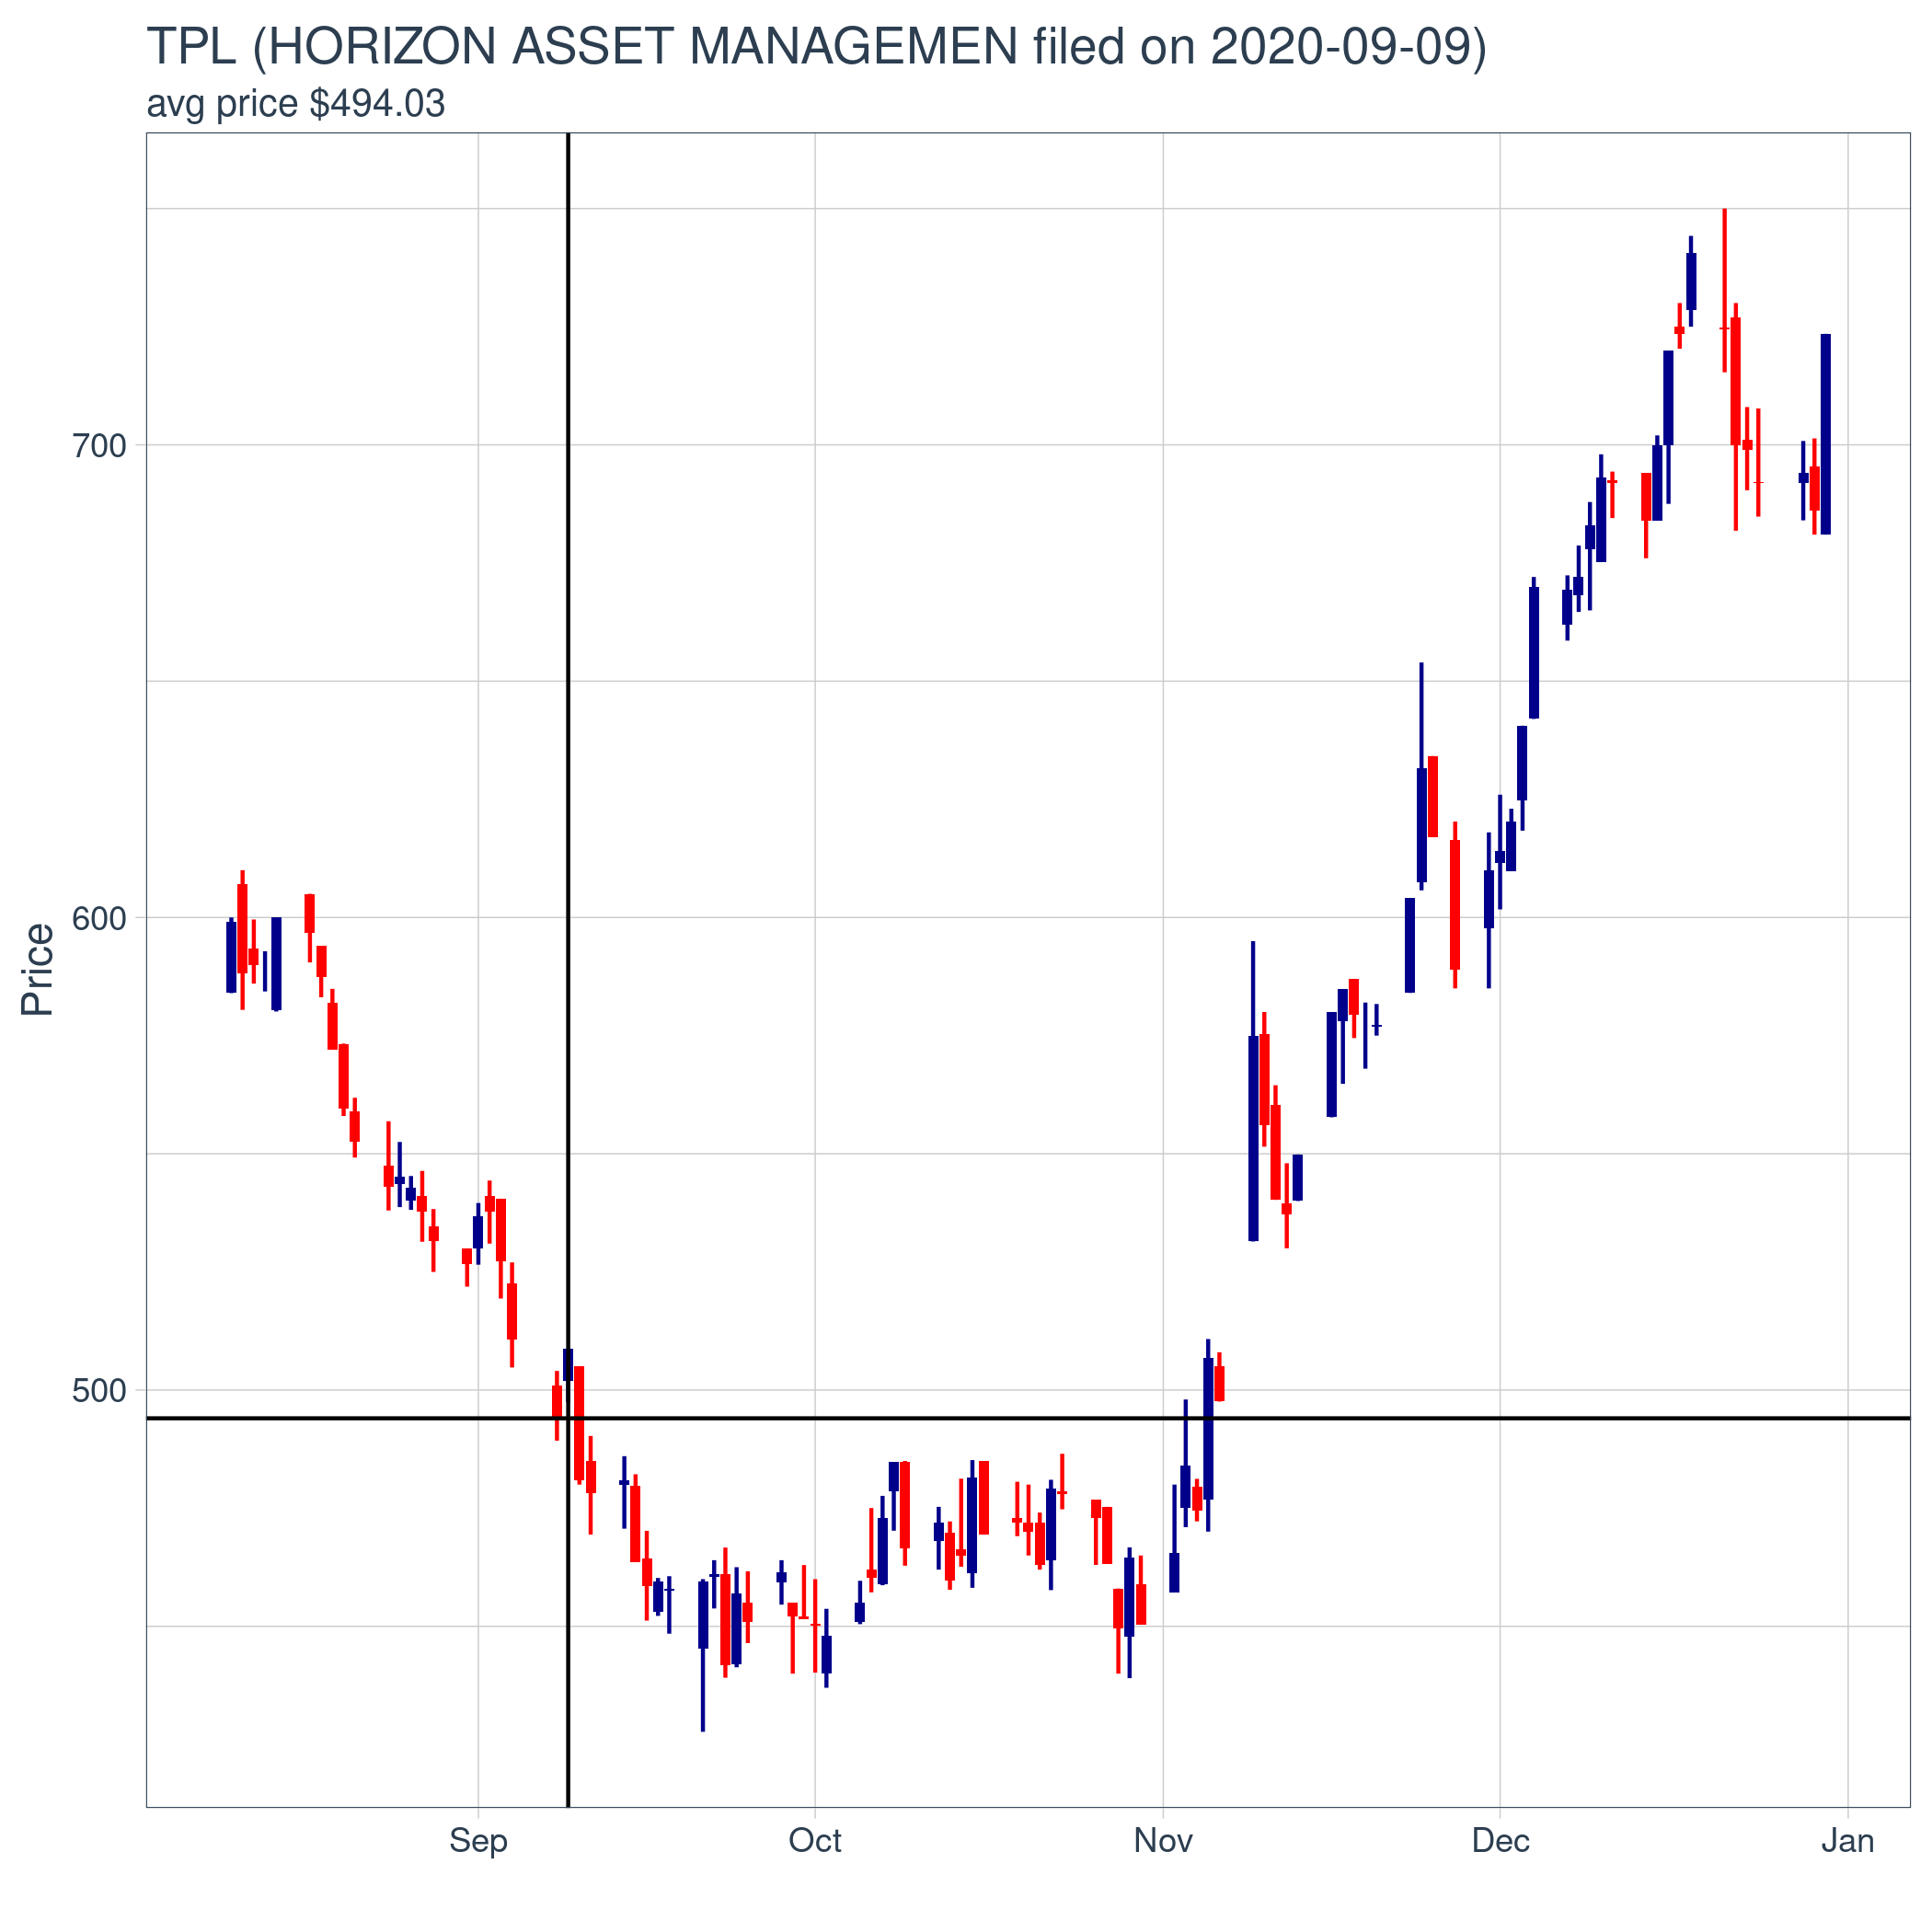 TPL (HORIZON ASSET MANAGEMEN filed on 2020-09-09)
avg price $494.03
Price
700
600
500
Sep Oct Nov Dec Jan